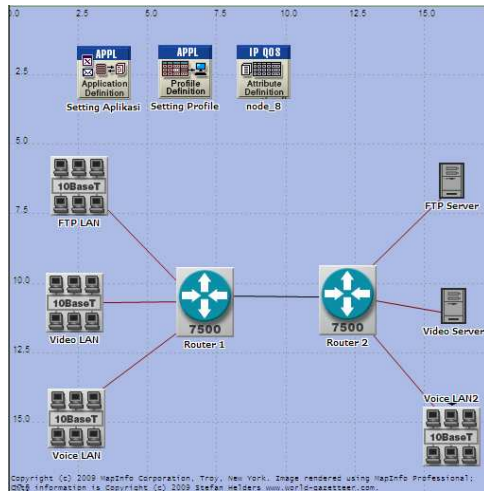 0.0 2.5 5.0 7.5 10.0 12.5 15.0
2.5
APPL APPL IP QOS
Application Definition Profile Definition Attribute Definition
Setting Aplikasi Setting Profile node_8
5.0
10BaseT
FTP LAN FTP Server
7.5
10.0
10BaseT
Video LAN Video Server
7500 7500
Router 1 Router 2
12.5
Voice LAN2
15.0
10BaseT 10BaseT
Voice LAN
Copyright (c) 2009 MapInfo Corporation, Troy, New York. Image rendered using MapInfo Professional;
information is Copyright (c) 2009 Stefan Helders www.world-gazetteer.com.